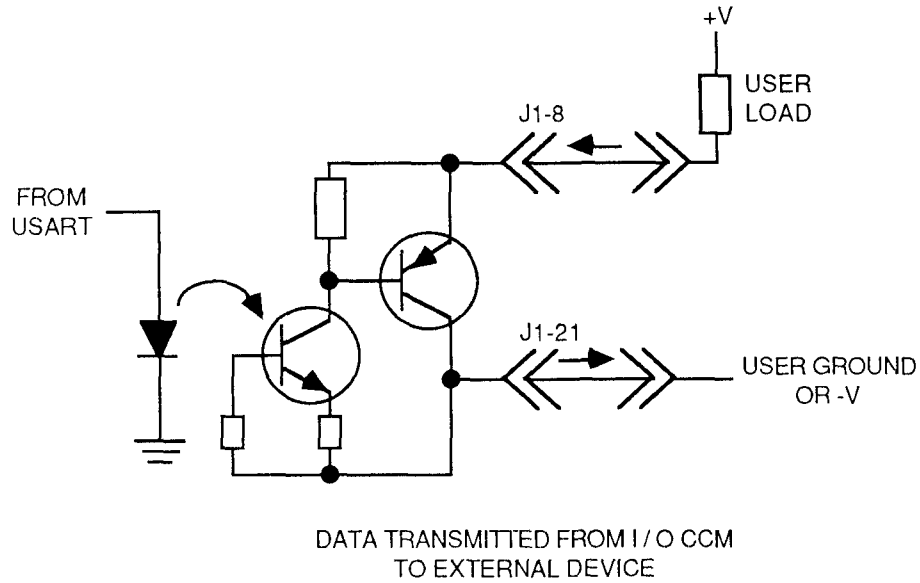 +V
USER
LOAD
J1-8
FROM
USART
J1-21
USER GROUND
OR -V
DATA TRANSMITTED FROM I / O CCM
TO EXTERNAL DEVICE